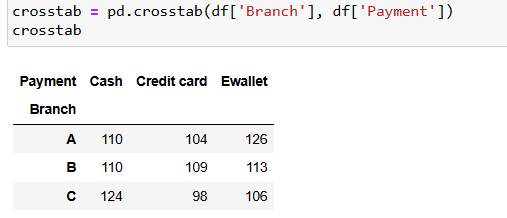 crosstab = pd.crosstab(df['Branch'], df['Payment'])
crosstab
Payment Cash Credit card Ewallet
Branch
A 110 104 126
B 110 109 113
C 124 98 106